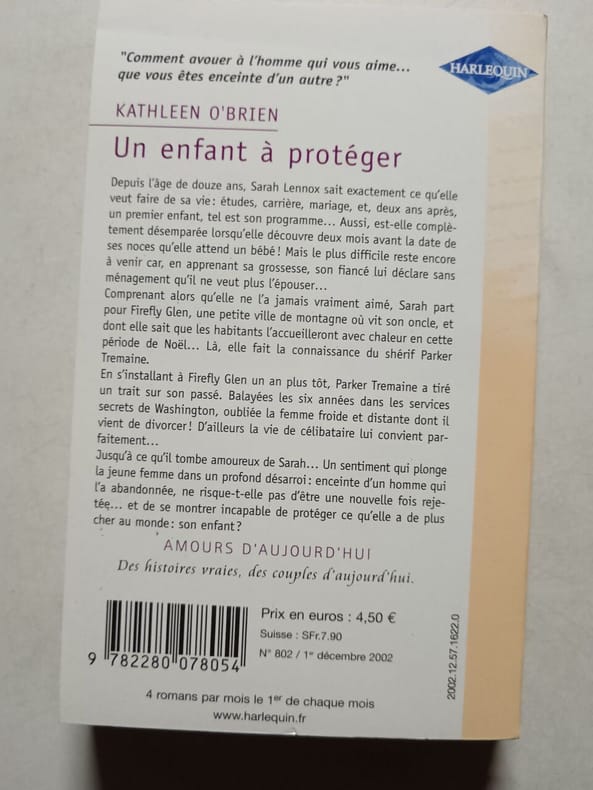 "Comment avouer à l'homme qui vous aime...
que vous êtes enceinte d'un autre ?"
HARLEQUIN
KATHLEEN O'BRIEN
Un enfant à protéger
Depuis l'âge de douze ans, Sarah Lennox sait exactement ce qu'elle
veut faire de sa vie : études, carrière, mariage, et, deux ans après,
un premier enfant, tel est son programme... Aussi, est-elle complè-
tement désemparée lorsqu'elle découvre deux mois avant la date de
ses noces qu'elle attend un bébé ! Mais le plus difficile reste encore
à venir car, en apprenant sa grossesse, son fiancé lui déclare sans
ménagement qu'il ne veut plus l'épouser...
Comprenant alors qu'elle ne l'a jamais vraiment aimé, Sarah part
pour Firefly Glen, une petite ville de montagne où vit son oncle, et
dont elle sait que les habitants l'accueilleront avec chaleur en cette
période de Noël... Là, elle fait la connaissance du shérif Parker
Tremaine.
En s'installant à Firefly Glen un an plus tôt, Parker Tremaine a tiré
un trait sur son passé. Balayées les six années dans les services
secrets de Washington, oubliée la femme froide et distante dont il
vient de divorcer ! D'ailleurs la vie de célibataire lui convient par-
faitement...
Jusqu'à ce qu'il tombe amoureux de Sarah... Un sentiment qui plonge
la jeune femme dans un profond désarroi : enceinte d'un homme qui
l'a abandonnée, ne risque-t-elle pas d'être une nouvelle fois reje-
tée... et de se montrer incapable de protéger ce qu'elle a de plus
cher au monde : son enfant ?
AMOURS D'AUJOURD'HUI
Des histoires vraies, des couples d'aujourd'hui.
Prix en euros : 4,50 €
Suisse : SFr.7.90
N° 802 / 1er décembre 2002
9 782280 078054
2002.12.57.1622.0
4 romans par mois le 1er de chaque mois
www.harlequin.fr